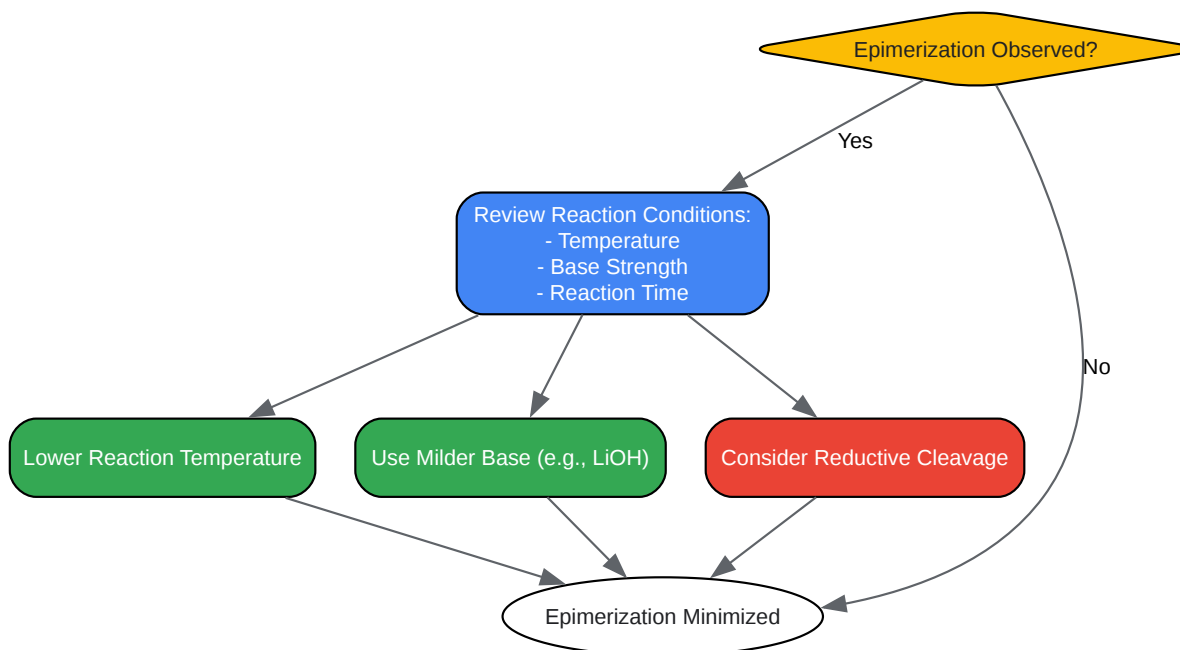 Epimerization Observed?
Yes
Review Reaction Conditions:
- Temperature
- Base Strength
- Reaction Time
No
Lower Reaction Temperature
Use Milder Base (e.g., LiOH)
Consider Reductive Cleavage
Epimerization Minimized